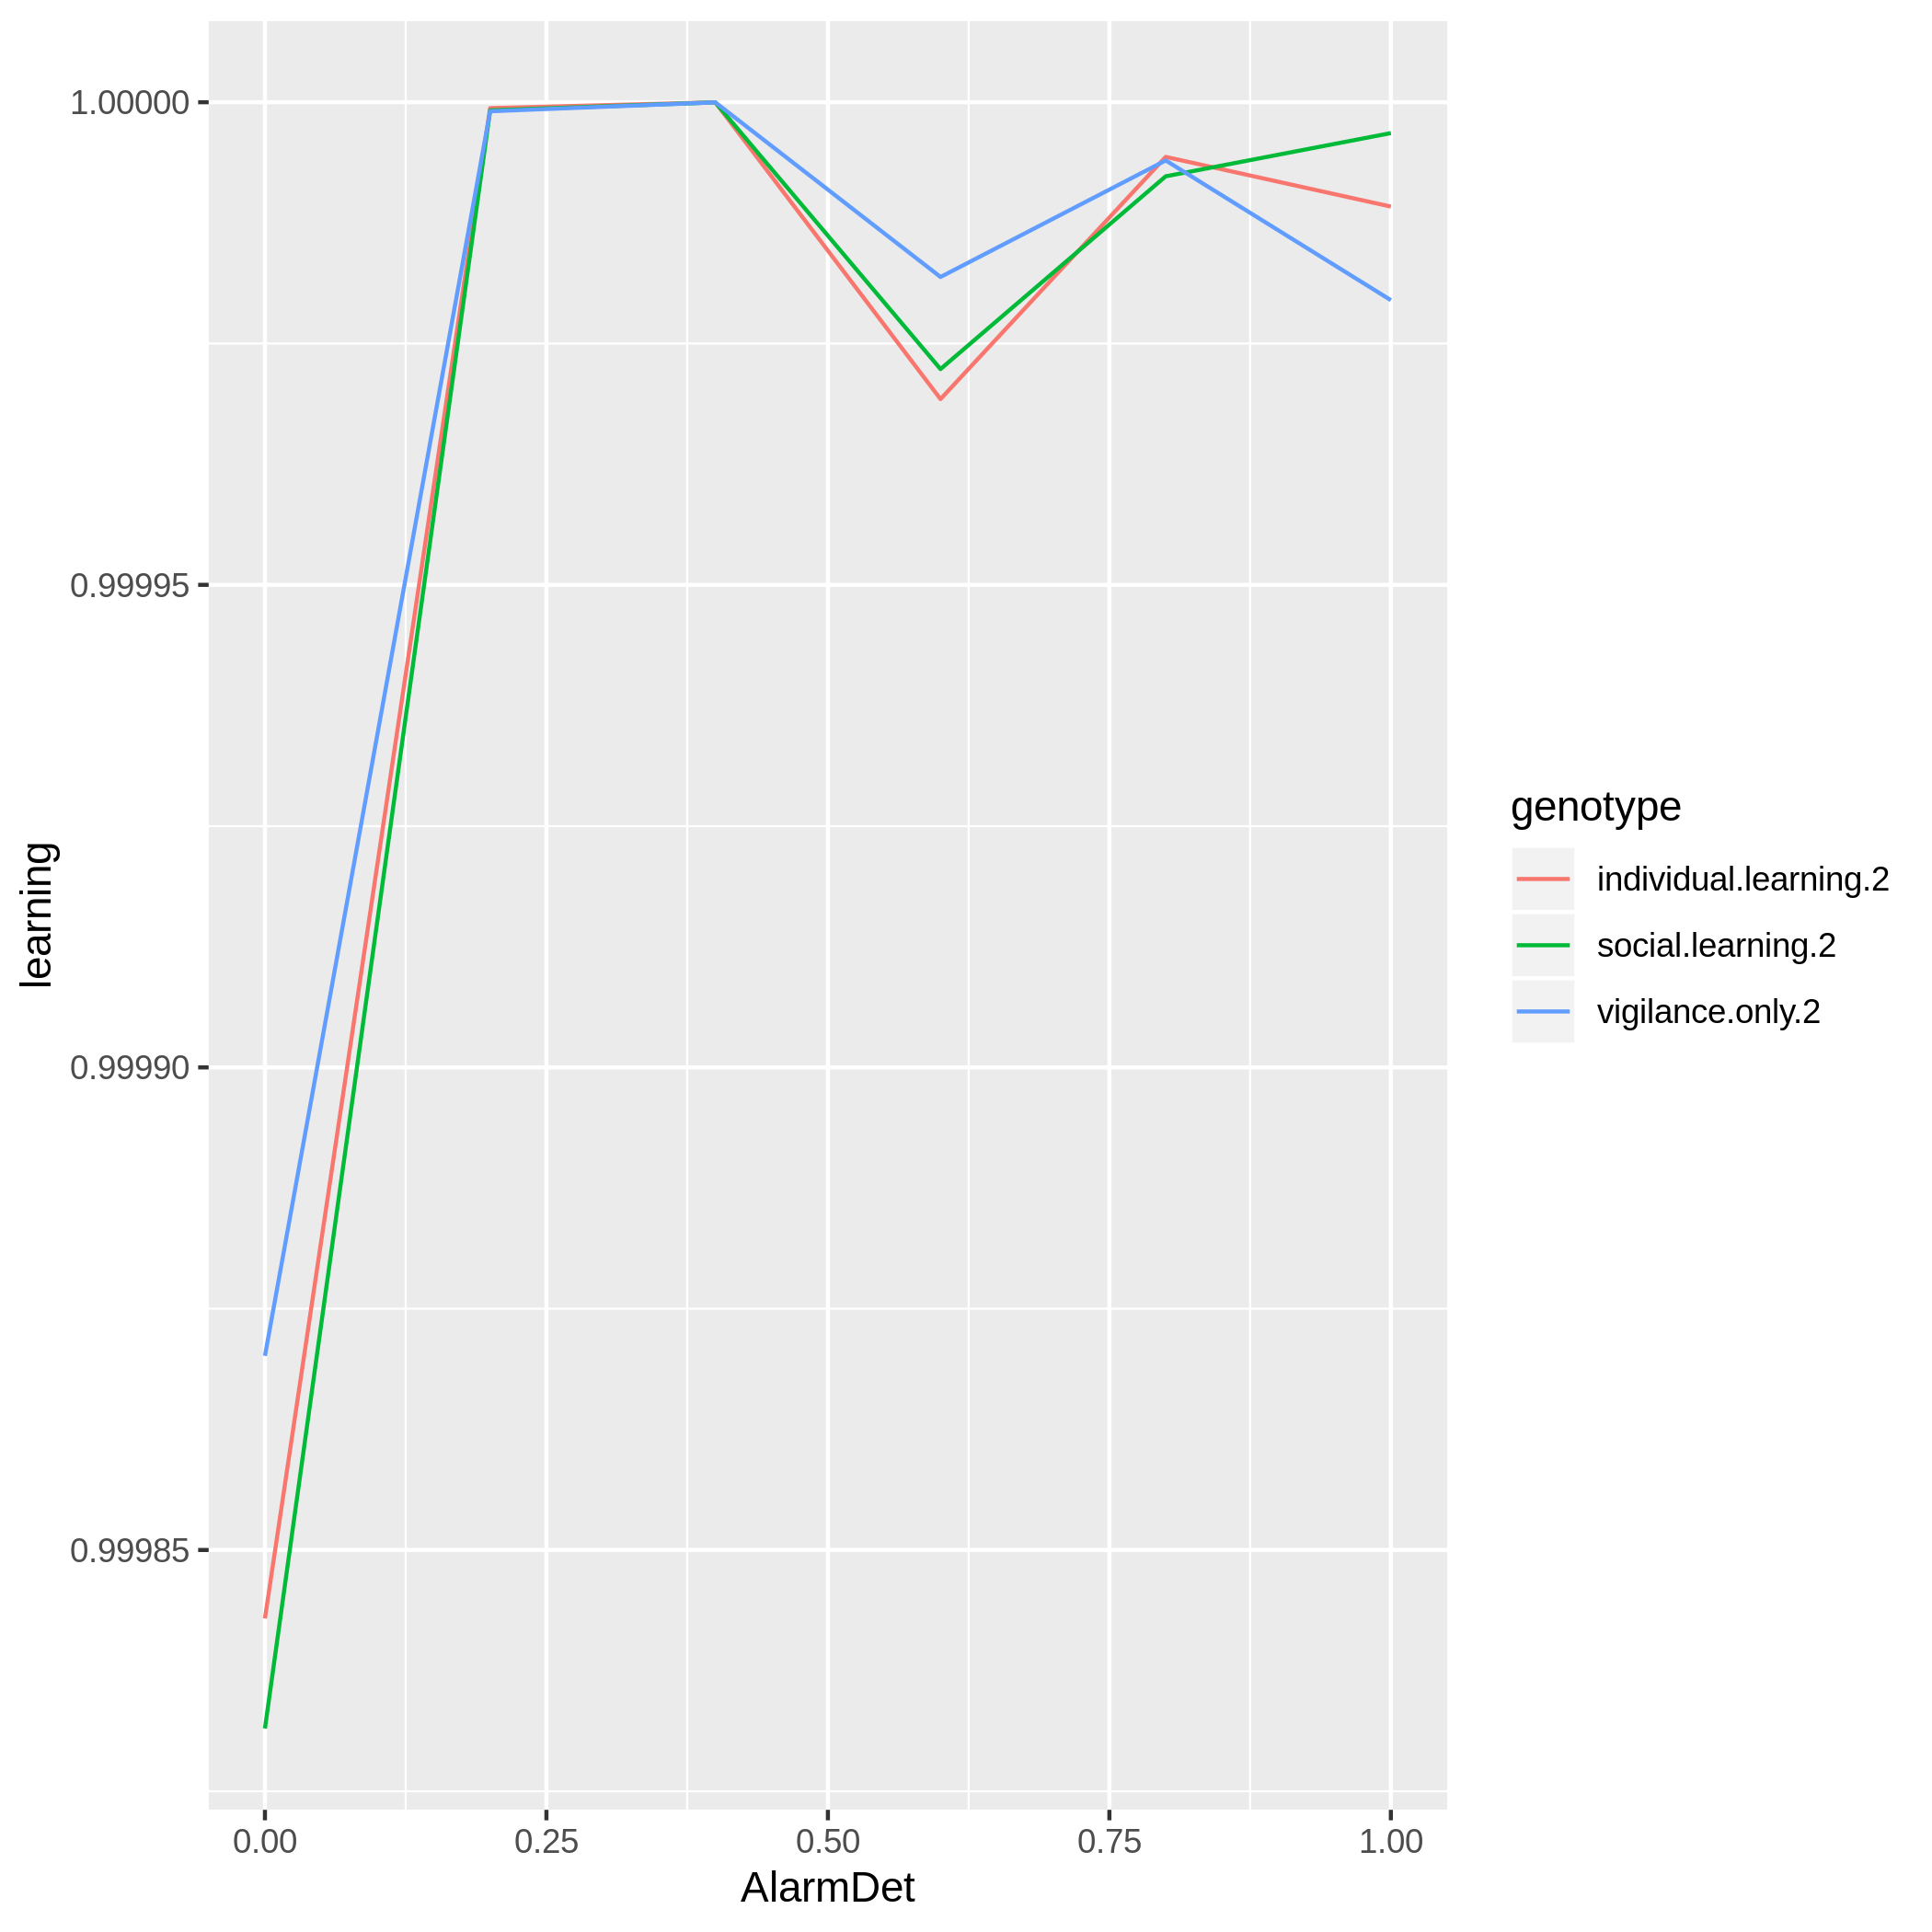 1.00000
0.99995
0.99990
0.99985
learning
0.00 0.25 0.50 0.75 1.00
AlarmDet
genotype
individual.learning.2
social.learning.2
vigilance.only.2